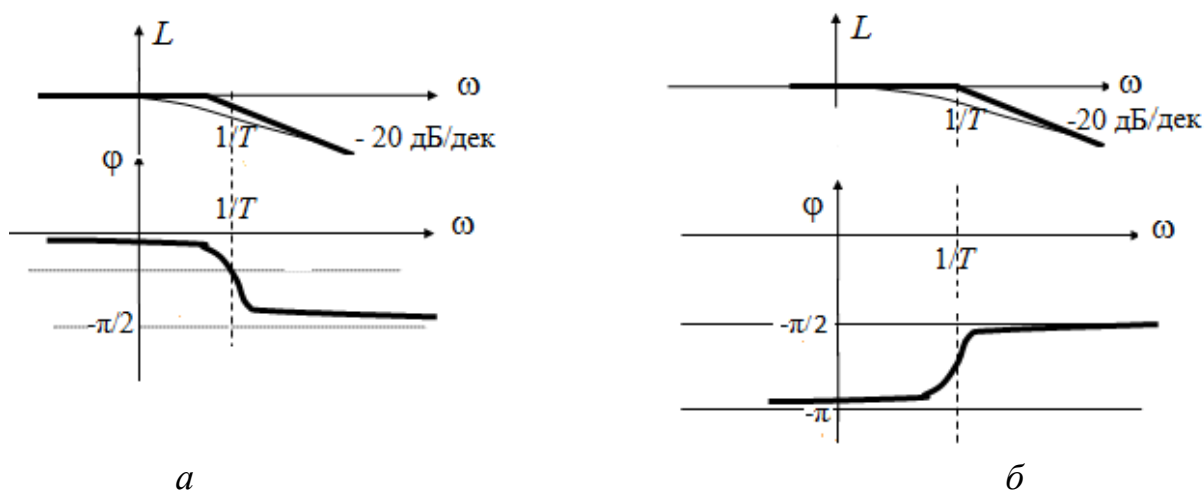 L
ω
1/T
- 20 дБ/дек
φ
1/T
ω
-π/2
а
L
ω
1/T
-20 дБ/дек
φ
ω
1/T
-π/2
-π
б